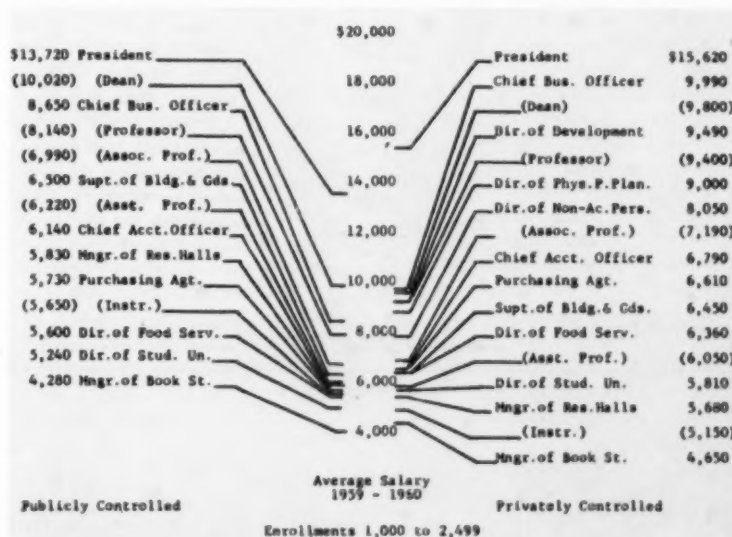 $20,000
$13,720 President
(10,020) (Dean)
8,650 Chief Bus. Officer
(8,140) (Professor)
(6,990) (Assoc. Prof.)
6,500 Supt.of Bldg.& Gds
(6,220) (Asst. Prof.)
6,140 Chief Acct.Officer
5,830 Mngr.of Res.Halls
5,730 Purchasing Agt.
(5,650) (Instr.)
5,600 Dir.of Food Serv.
5,240 Dir.of Stud. Un.
4,280 Mngr.of Book St.
18,000
16,000
14,000
12,000
10,000
8,000
6,000
4,000
President $15,620
Chief Bus. Officer 9,990
(Dean) (9,800)
Dir.of Development 9,490
(Professor) (9,400)
Dir.of Phys.P.Plan. 9,000
Dir.of Non-Ac.Pers. 8,050
(Assoc. Prof.) (7,190)
Chief Acct. Officer 6,790
Purchasing Agt. 6,610
Supt.of Bldg.& Gds. 6,450
Dir.of Food Serv. 6,360
(Asst. Prof.) (6,050)
Dir.of Stud. Un. 5,810
Mngr.of Res.Halls 5,680
(Instr.) (5,150)
Mngr.of Book St. 4,650
Average Salary
1959 - 1960
Publicly Controlled
Privately Controlled
Enrollments 1,000 to 2,499